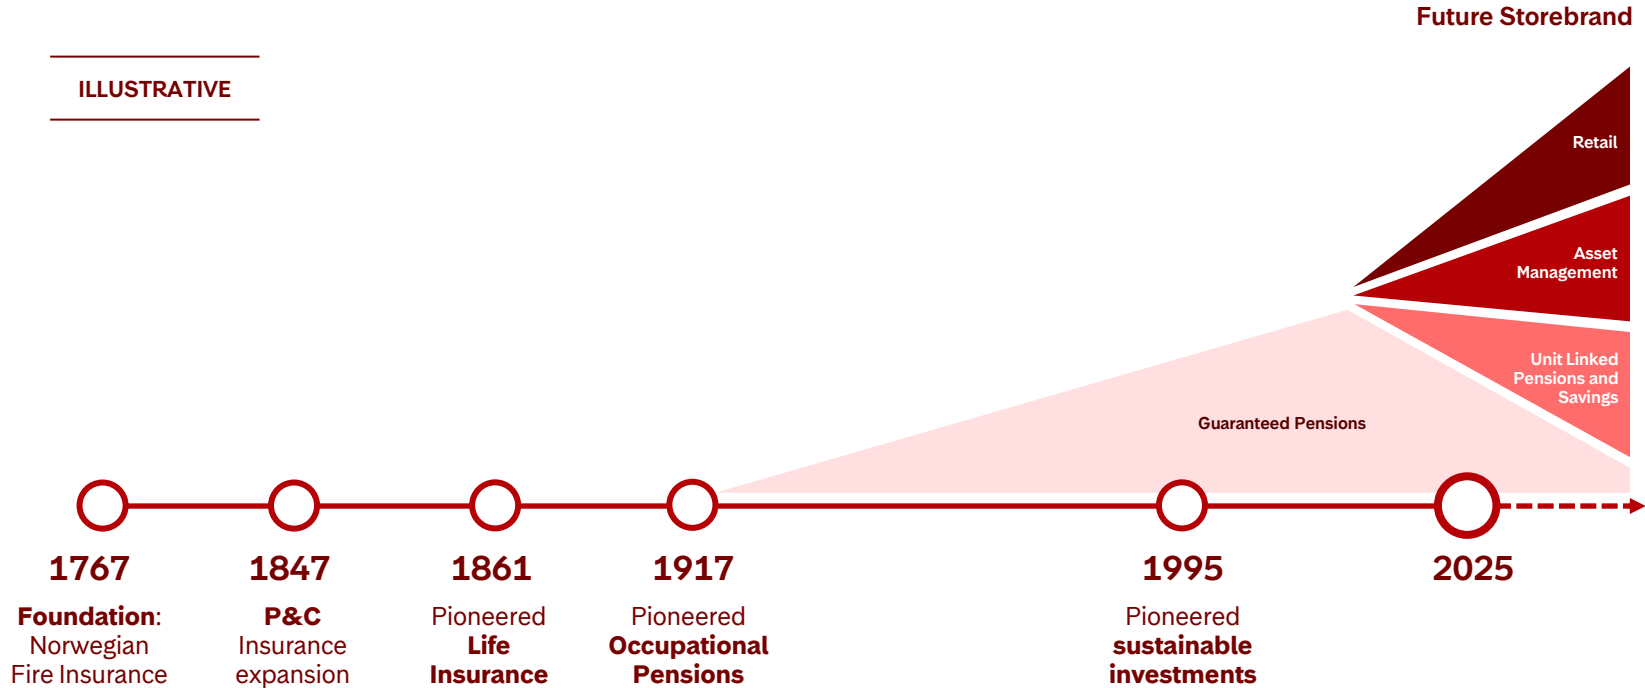 Future Storebrand
ILLUSTRATIVE
Retail
Asset
Management
Unit Linked
Pensions and
Savings
Guaranteed Pensions
1767
Foundation:
Norwegian
Fire Insurance
1847
P&C
Insurance
expansion
1861
Pioneered
Life
Insurance
1917
Pioneered
Occupational
Pensions
1995
Pioneered
sustainable
investments
2025